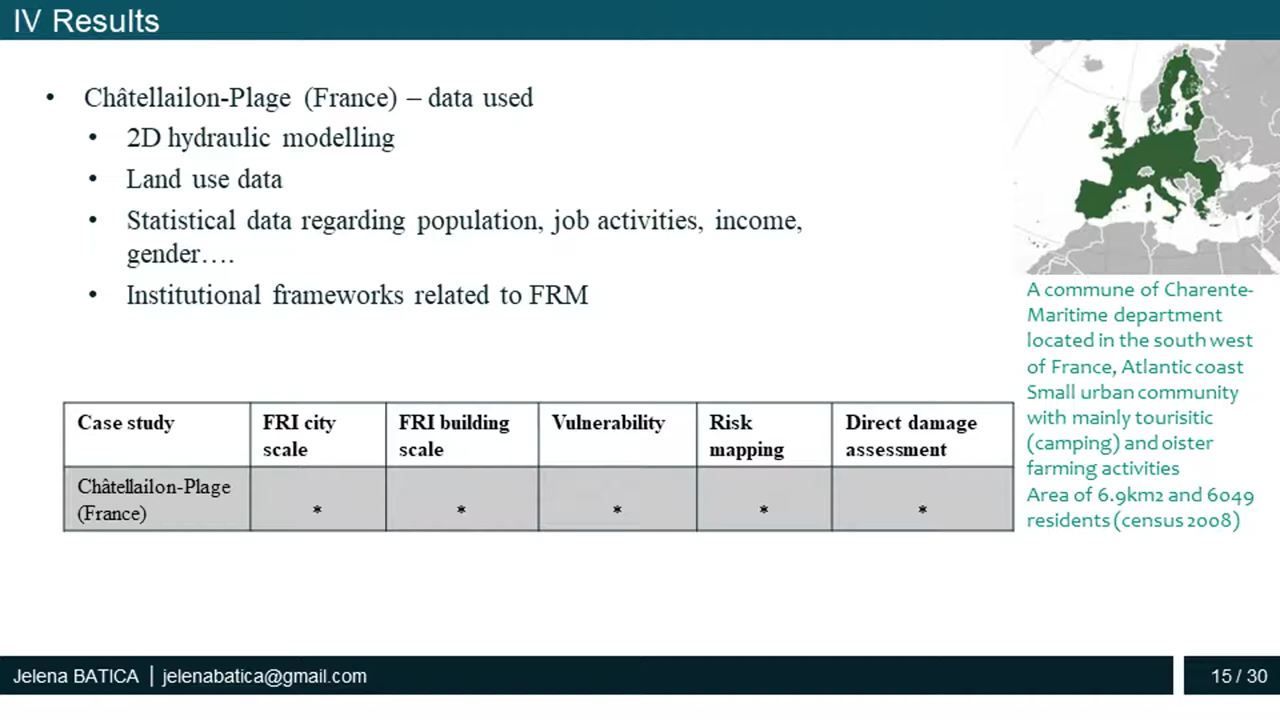 IV Results
• Châtellailon-Plage (France) – data used
• 2D hydraulic modelling
• Land use data
• Statistical data regarding population, job activities, income,
gender….
• Institutional frameworks related to FRM
A commune of Charente-
Maritime department
located in the south west
of France, Atlantic coast
Small urban community
with mainly tourisitic
(camping) and oister
farming activities
Area of 6.9km2 and 6049
residents (census 2008)
Case study FRI city scale FRI building scale Vulnerability Risk mapping Direct damage assessment
Châtellailon-Plage (France) * * * * *
Jelena BATICA | jelenabatica@gmail.com
15 / 30